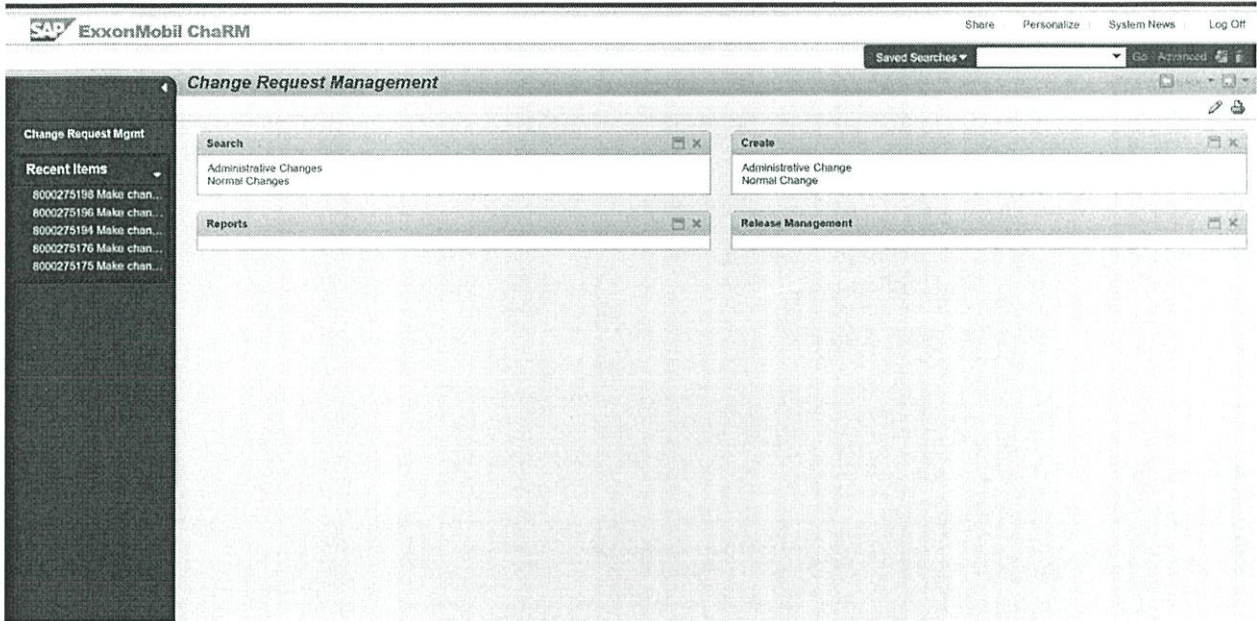 SAP ExxonMobil ChaRM
Share Personalize System News Log Off
Saved Searches Go Advanced
Change Request Management
Change Request Mgmt
Recent Items
8000275198 Make chan...
8000275196 Make chan...
8000275194 Make chan...
8000275176 Make chan...
8000275175 Make chan...
Search
Administrative Changes
Normal Changes
Create
Administrative Change
Normal Change
Reports
Release Management